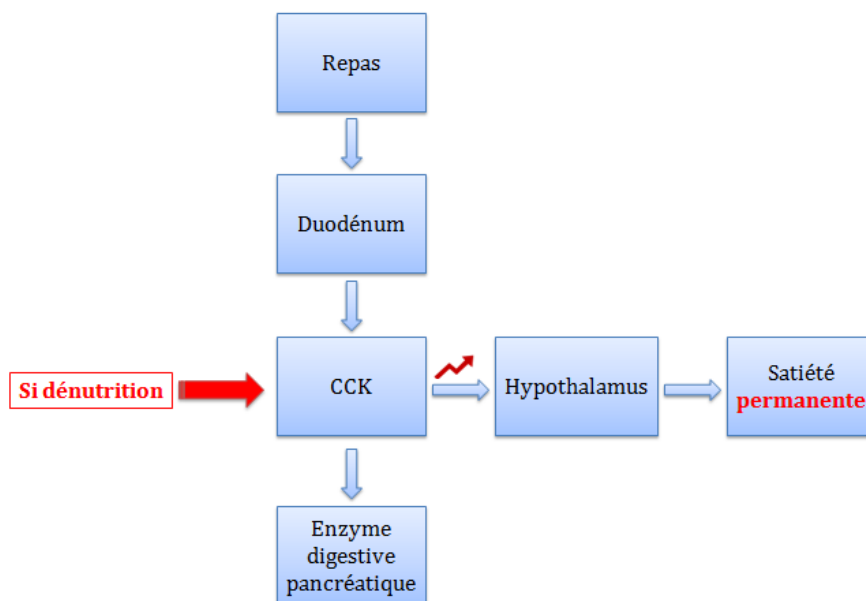 Repas
Duodénum
Si dénutrition
CCK
Hypothalamus
Satiété
permanente
Enzyme
digestive
pancréatique